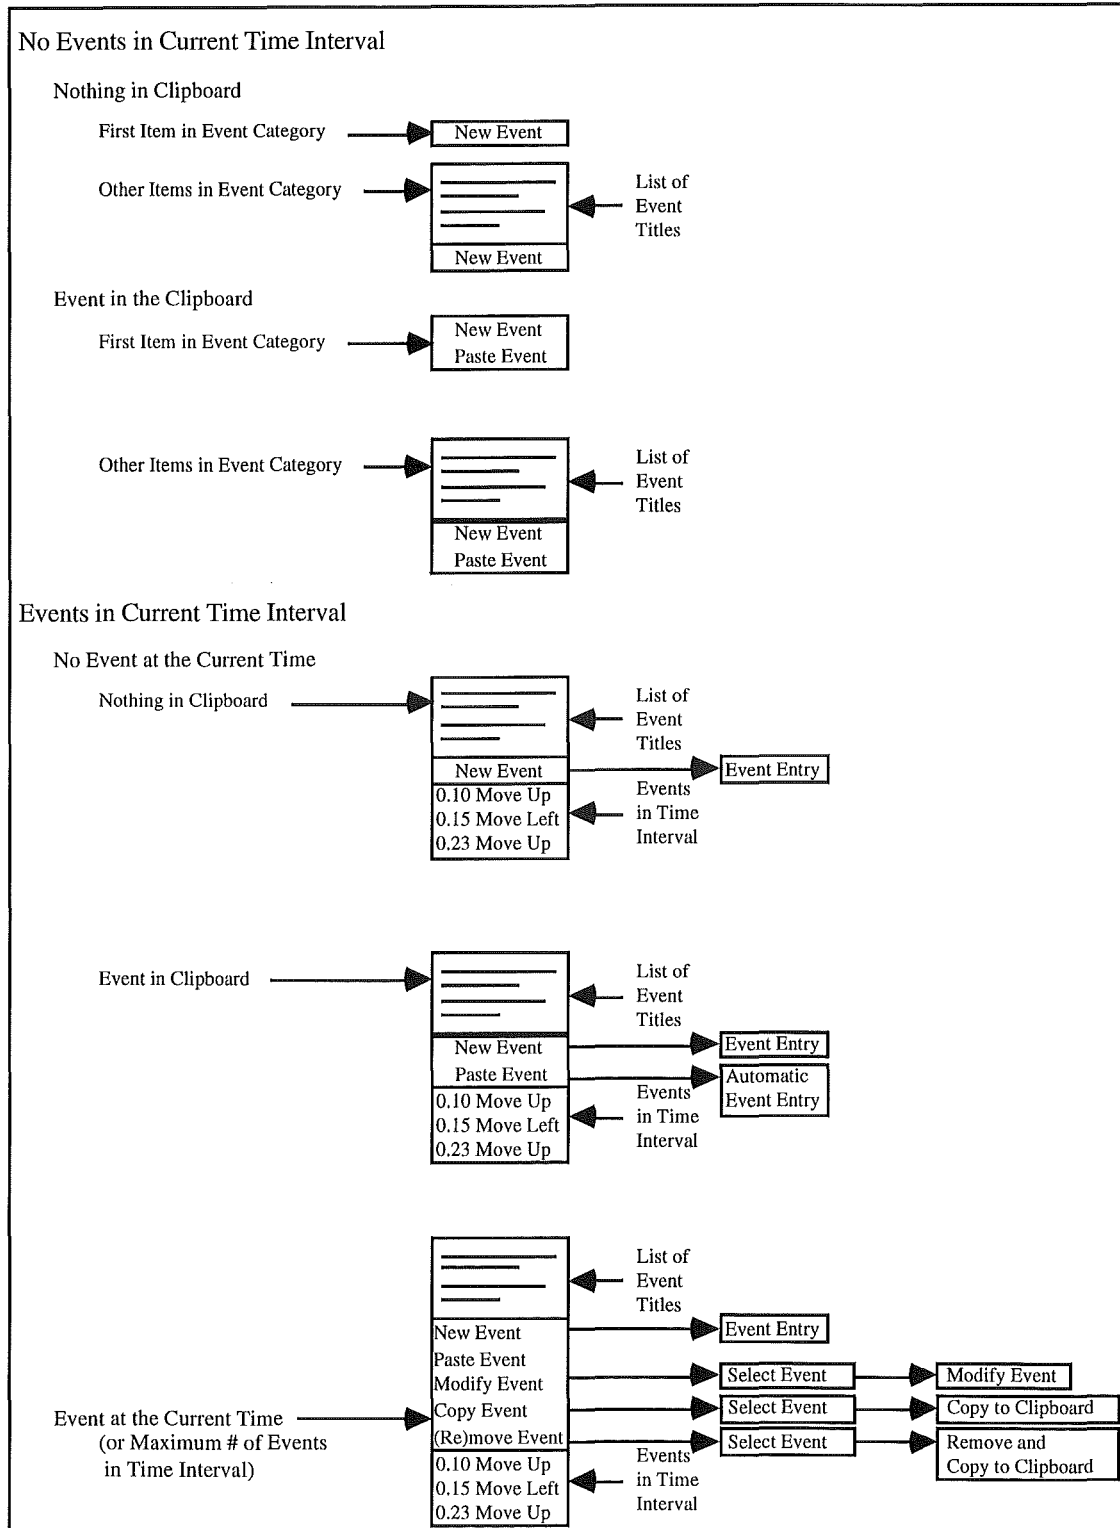 No Events in Current Time Interval
Nothing in Clipboard
First Item in Event Category
New Event
Other Items in Event Category
List of
Event
Titles
New Event
Event in the Clipboard
First Item in Event Category
New Event
Paste Event
Other Items in Event Category
List of
Event
Titles
New Event
Paste Event
Events in Current Time Interval
No Event at the Current Time
Nothing in Clipboard
List of
Event
Titles
New Event
Event Entry
0.10 Move Up
0.15 Move Left
0.23 Move Up
Events
in Time
Interval
Event in Clipboard
List of
Event
Titles
New Event
Event Entry
Paste Event
Automatic
Event Entry
0.10 Move Up
0.15 Move Left
0.23 Move Up
Events
in Time
Interval
List of
Event
Titles
New Event
Event Entry
Paste Event
Modify Event
Select Event
Modify Event
Event at the Current Time
(or Maximum # of Events
in Time Interval)
Copy Event
Select Event
Copy to Clipboard
(Re)move Event
Select Event
Remove and
Copy to Clipboard
0.10 Move Up
0.15 Move Left
0.23 Move Up
Events
in Time
Interval